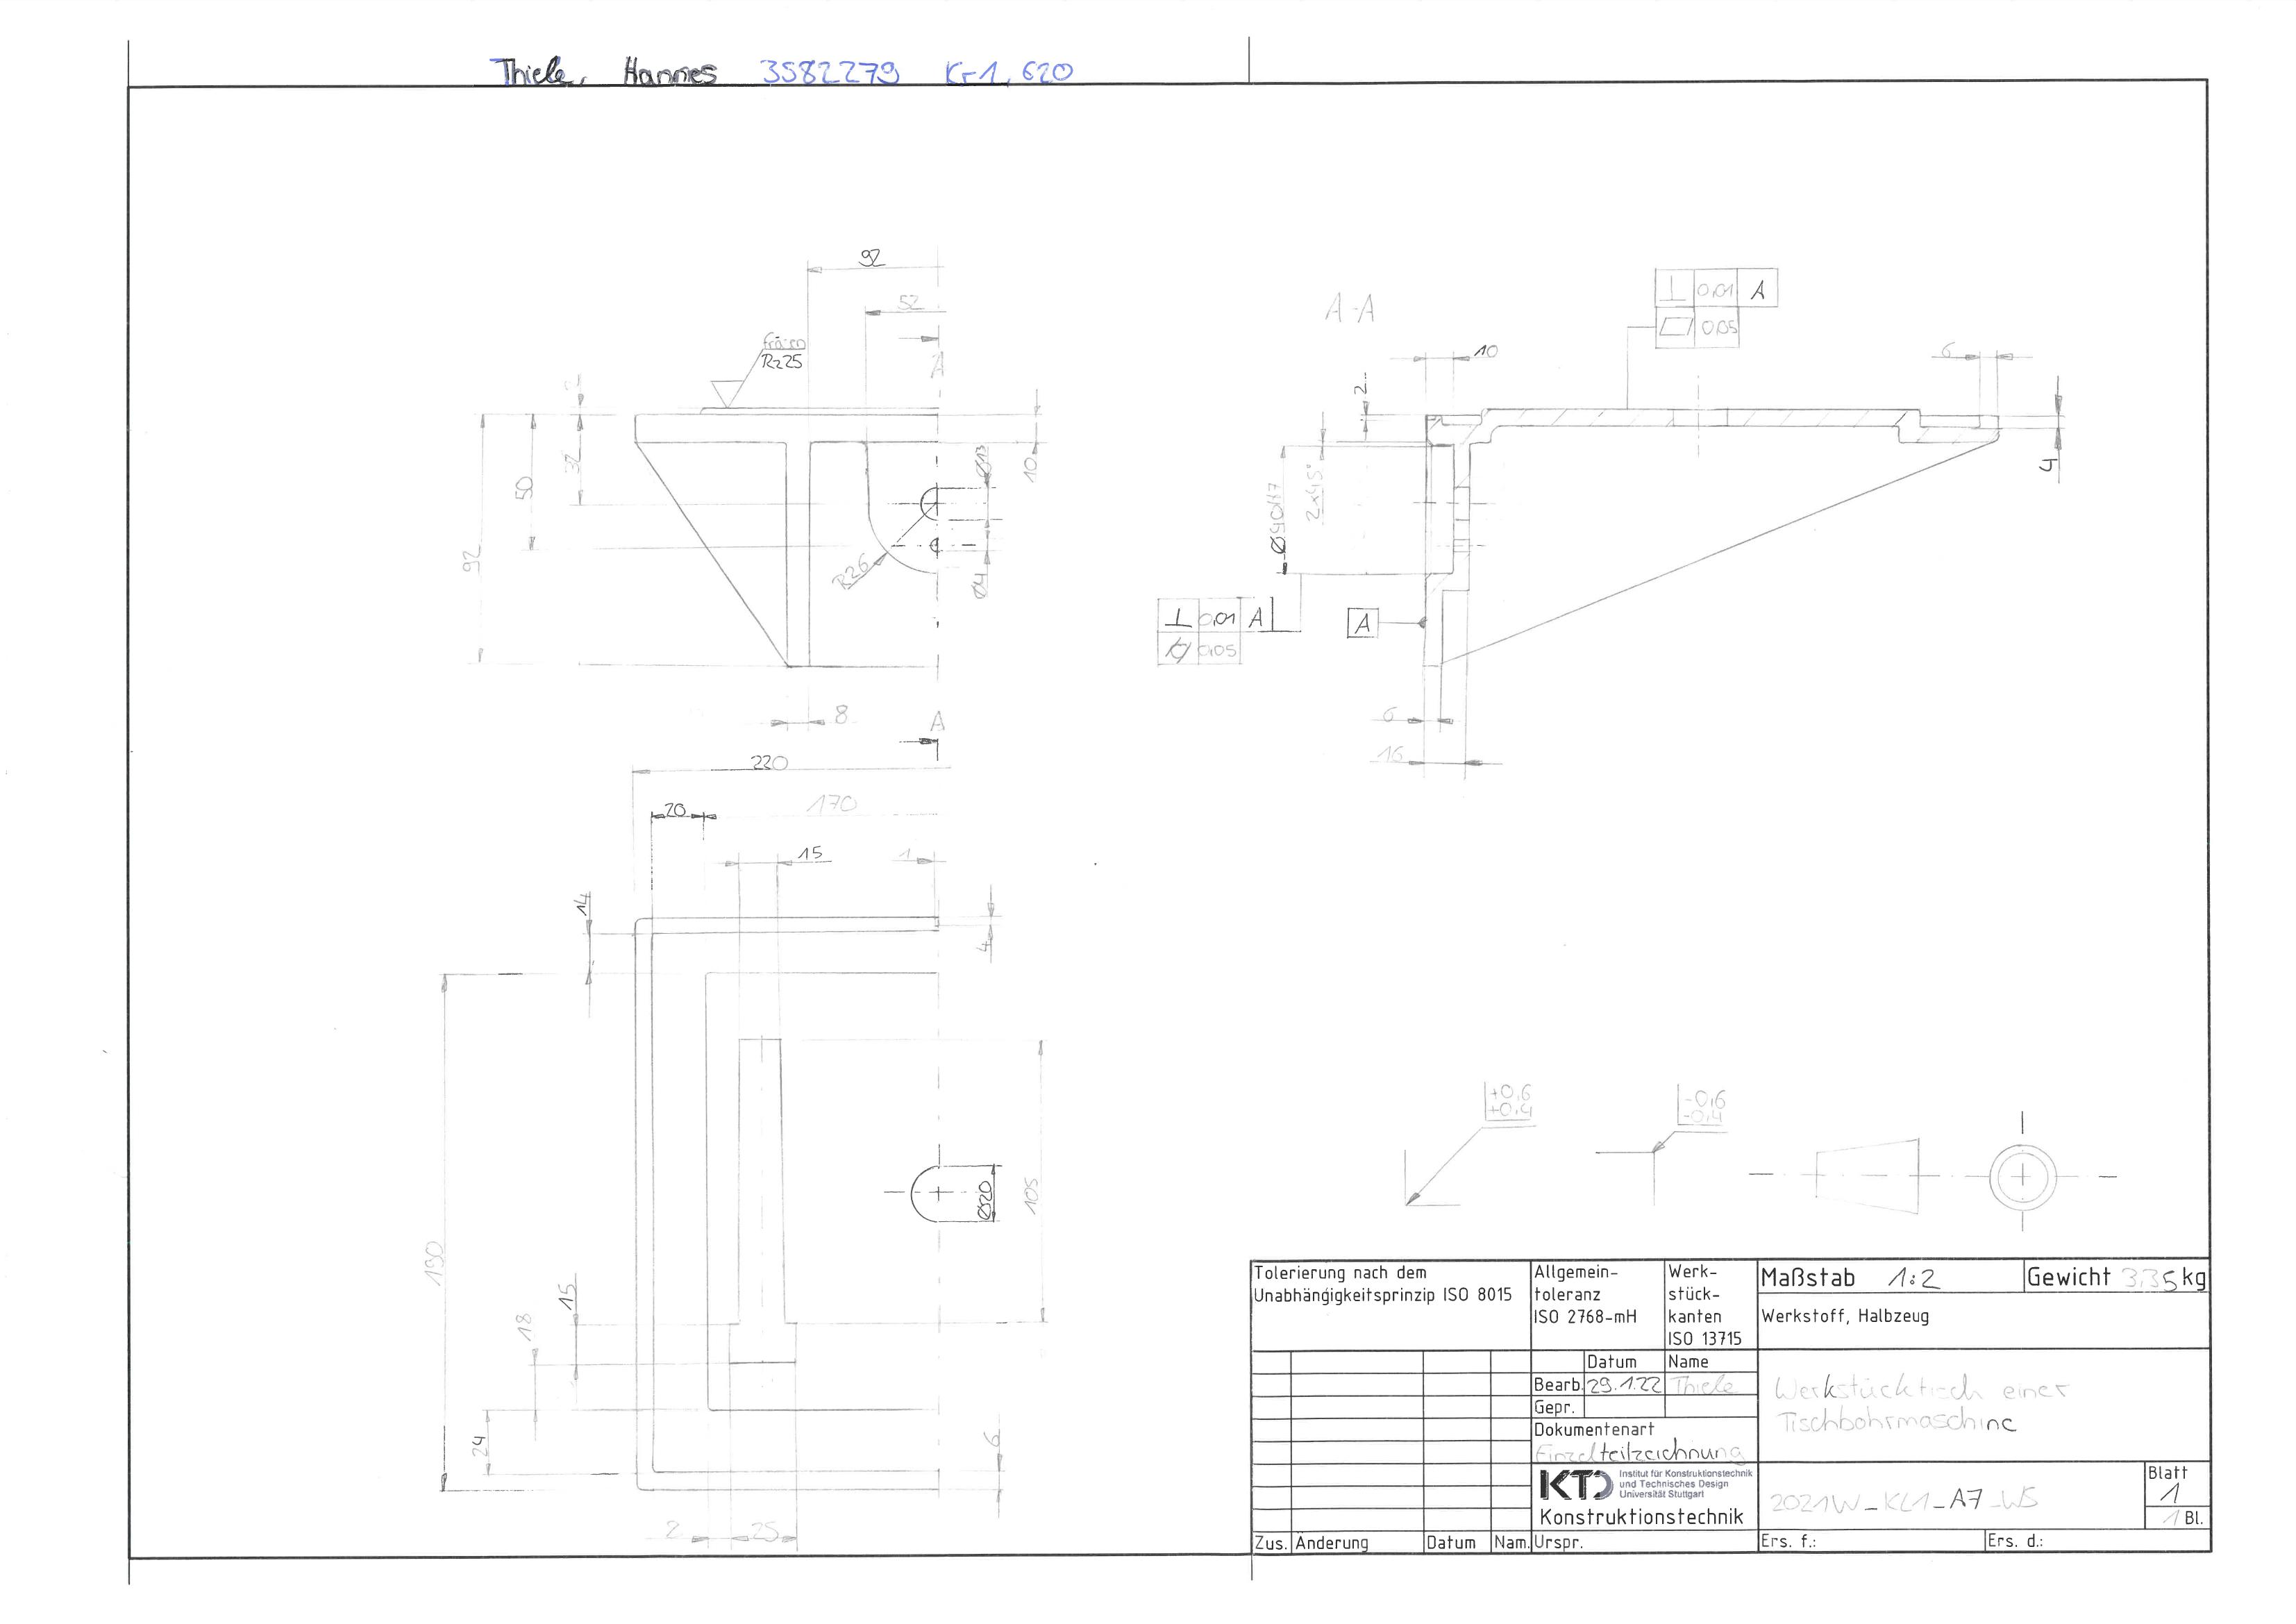 Thiele, Hannes 3582279 Kr1, 620
92
52
fräsen
Rz25
A
2
32
50
92
Ø13
10
R26
Ø4
8
A
A-A
⊥ 0,01 A
▱ 0,05
10
6
2
4
2x45°
⊥ 0,01 A
⌭ 0,05
A
6
16
220
20
170
15
1
14
4
190
Ø20
105
15
18
24
6
2
25
+0,6
+0,4
-0,6
-0,4
Tolerierung nach dem
Unabhängigkeitsprinzip ISO 8015
Allgemein-
toleranz
ISO 2768-mH
Werk-
stück-
kanten
ISO 13715
Maßstab 1:2
Gewicht 3,35 kg
Werkstoff, Halbzeug
Datum
Name
Bearb. 29.1.22 Thiele
Gepr.
Dokumentenart
Einzelteilzeichnung
Werkstücktisch einer
Tischbohrmaschine
KTD
Institut für Konstruktionstechnik
und Technisches Design
Universität Stuttgart
Konstruktionstechnik
2021W_KL1_A7_WS
Blatt
1
1 Bl.
Zus.
Änderung
Datum
Nam.
Urspr.
Ers. f.:
Ers. d.: